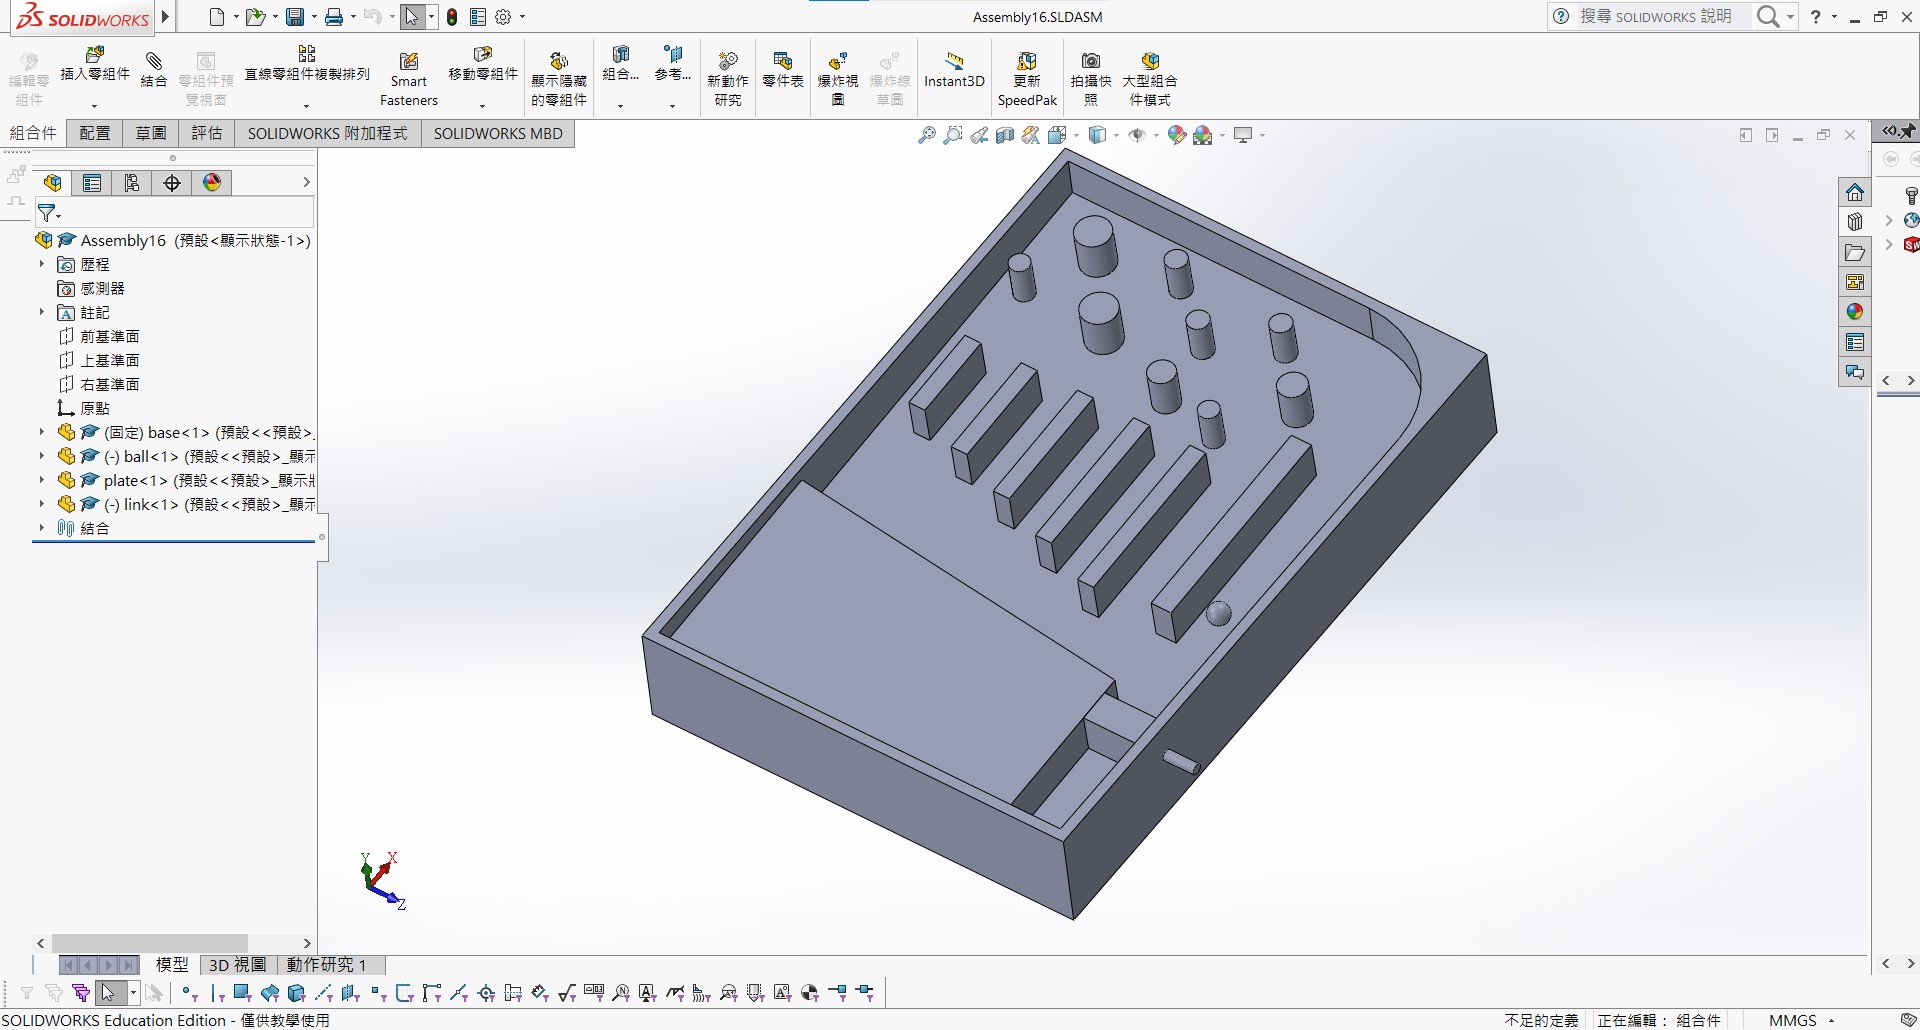 SOLIDWORKS
Assembly16.SLDASM
搜尋 SOLIDWORKS 說明
編輯零組件
插入零組件
結合
零組件預覽視窗
直線零組件複製排列
Smart Fasteners
移動零組件
顯示隱藏的零組件
組合...
參考...
新動作研究
零件表
爆炸視圖
爆炸線草圖
Instant3D
更新 SpeedPak
拍攝快照
大型組合件模式
組合件
配置
草圖
評估
SOLIDWORKS 附加程式
SOLIDWORKS MBD
Assembly16 (預設<顯示狀態-1>)
歷程
感測器
註記
前基準面
上基準面
右基準面
原點
(固定) base<1> (預設<<預設>_
(-) ball<1> (預設<<預設>_顯示
plate<1> (預設<<預設>_顯示狀
(-) link<1> (預設<<預設>_顯示
結合
Y
X
Z
模型
3D 視圖
動作研究 1
SOLIDWORKS Education Edition - 僅供教學使用
不足的定義
正在編輯： 組合件
MMGS